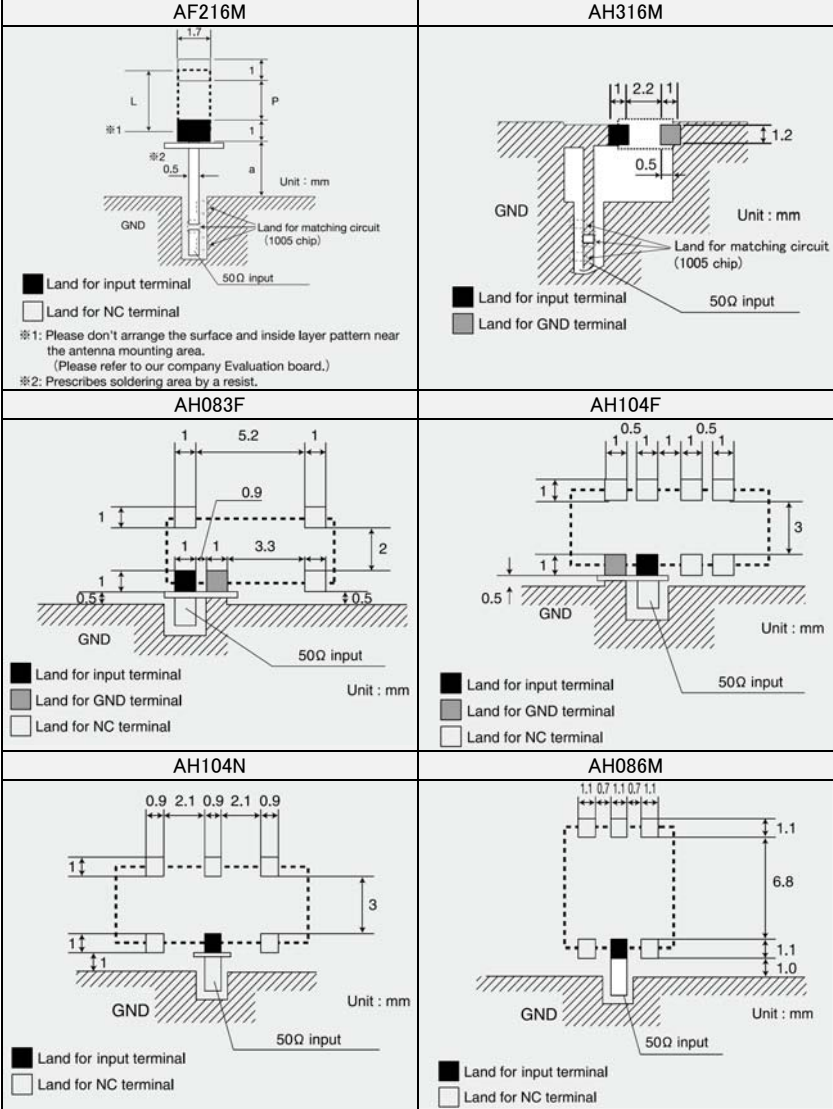 AF216M
1.7
1
L
P
※1
1
※2
0.5
a
Unit : mm
GND
Land for matching circuit
(1005 chip)
50Ω input
Land for input terminal
Land for NC terminal
※1: Please don't arrange the surface and inside layer pattern near
the antenna mounting area.
(Please refer to our company Evaluation board.)
※2: Prescribes soldering area by a resist.
AH316M
1 2.2 1
1.2
0.5
GND
Unit : mm
Land for matching circuit
(1005 chip)
50Ω input
Land for input terminal
Land for GND terminal
AH083F
1 5.2 1
0.9
1
1 1 3.3
2
1
0.5
0.5
GND
50Ω input
Unit : mm
Land for input terminal
Land for GND terminal
Land for NC terminal
AH104F
0.5 0.5
1 1 1 1 1
1
3
1
0.5
GND
Unit : mm
50Ω input
Land for input terminal
Land for GND terminal
Land for NC terminal
AH104N
0.9 2.1 0.9 2.1 0.9
1
3
1
1
GND
Unit : mm
50Ω input
Land for input terminal
Land for NC terminal
AH086M
1.1 0.7 1.1 0.7 1.1
1.1
6.8
1.1
1.0
GND
Unit : mm
50Ω input
Land for input terminal
Land for NC terminal